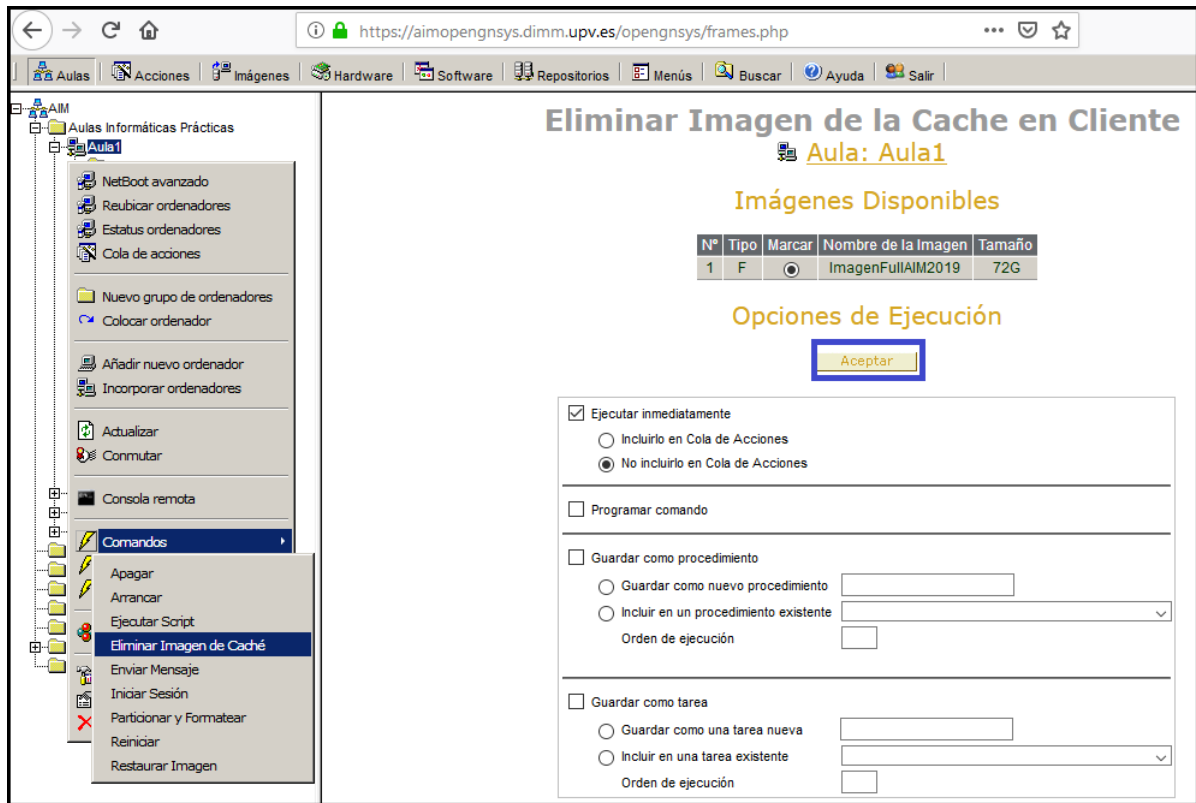 https://aimopengnsys.dimm.upv.es/opengnsys/frames.php
Aulas Acciones Imágenes Hardware Software Repositorios Menús Buscar Ayuda Salir
AIM
Aulas Informáticas Prácticas
Aula1
NetBoot avanzado
Reubicar ordenadores
Estatus ordenadores
Cola de acciones
Nuevo grupo de ordenadores
Colocar ordenador
Añadir nuevo ordenador
Incorporar ordenadores
Actualizar
Conmutar
Consola remota
Comandos
Apagar
Arrancar
Ejecutar Script
Eliminar Imagen de Caché
Enviar Mensaje
Iniciar Sesión
Particionar y Formatear
Reiniciar
Restaurar Imagen
Eliminar Imagen de la Cache en Cliente
Aula: Aula1
Imágenes Disponibles
Nº Tipo Marcar Nombre de la Imagen Tamaño
1 F ImagenFullAIM2019 72G
Opciones de Ejecución
Aceptar
Ejecutar inmediatamente
Incluirlo en Cola de Acciones
No incluirlo en Cola de Acciones
Programar comando
Guardar como procedimiento
Guardar como nuevo procedimiento
Incluir en un procedimiento existente
Orden de ejecución
Guardar como tarea
Guardar como una tarea nueva
Incluir en una tarea existente
Orden de ejecución